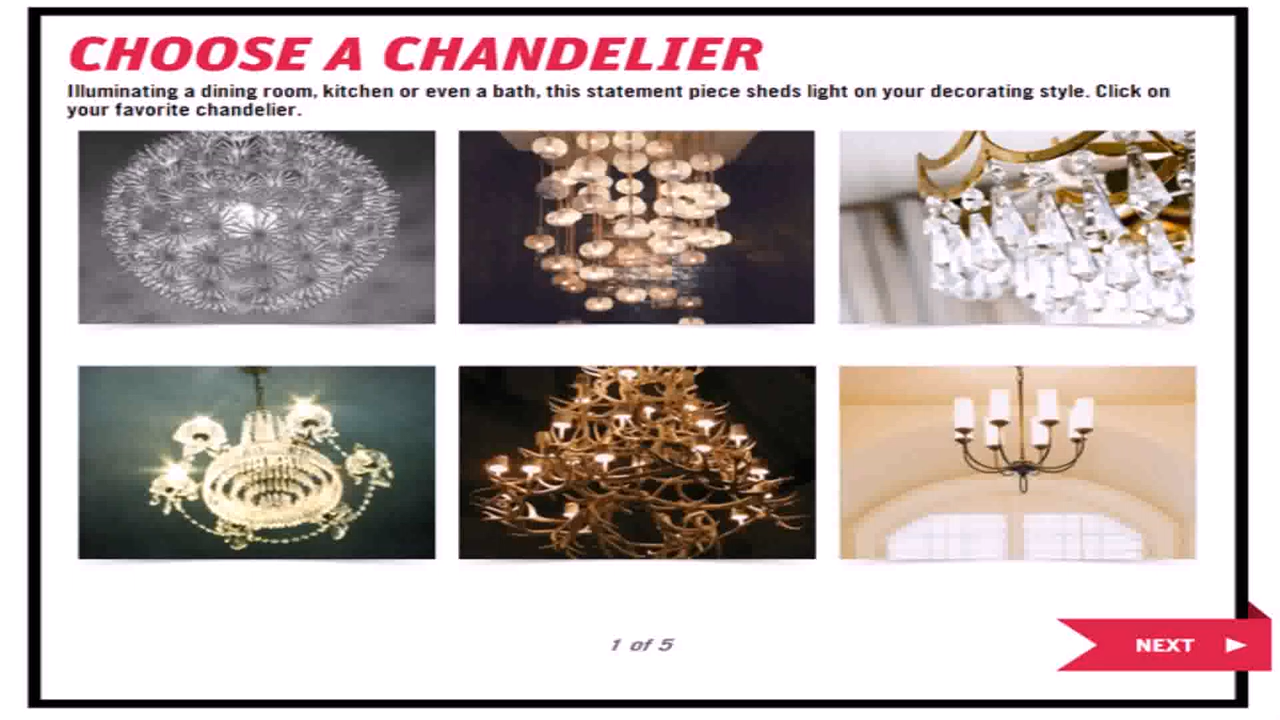 CHOOSE A CHANDELIER
Illuminating a dining room, kitchen or even a bath, this statement piece sheds light on your decorating style. Click on
your favorite chandelier.
1 of 5
NEXT